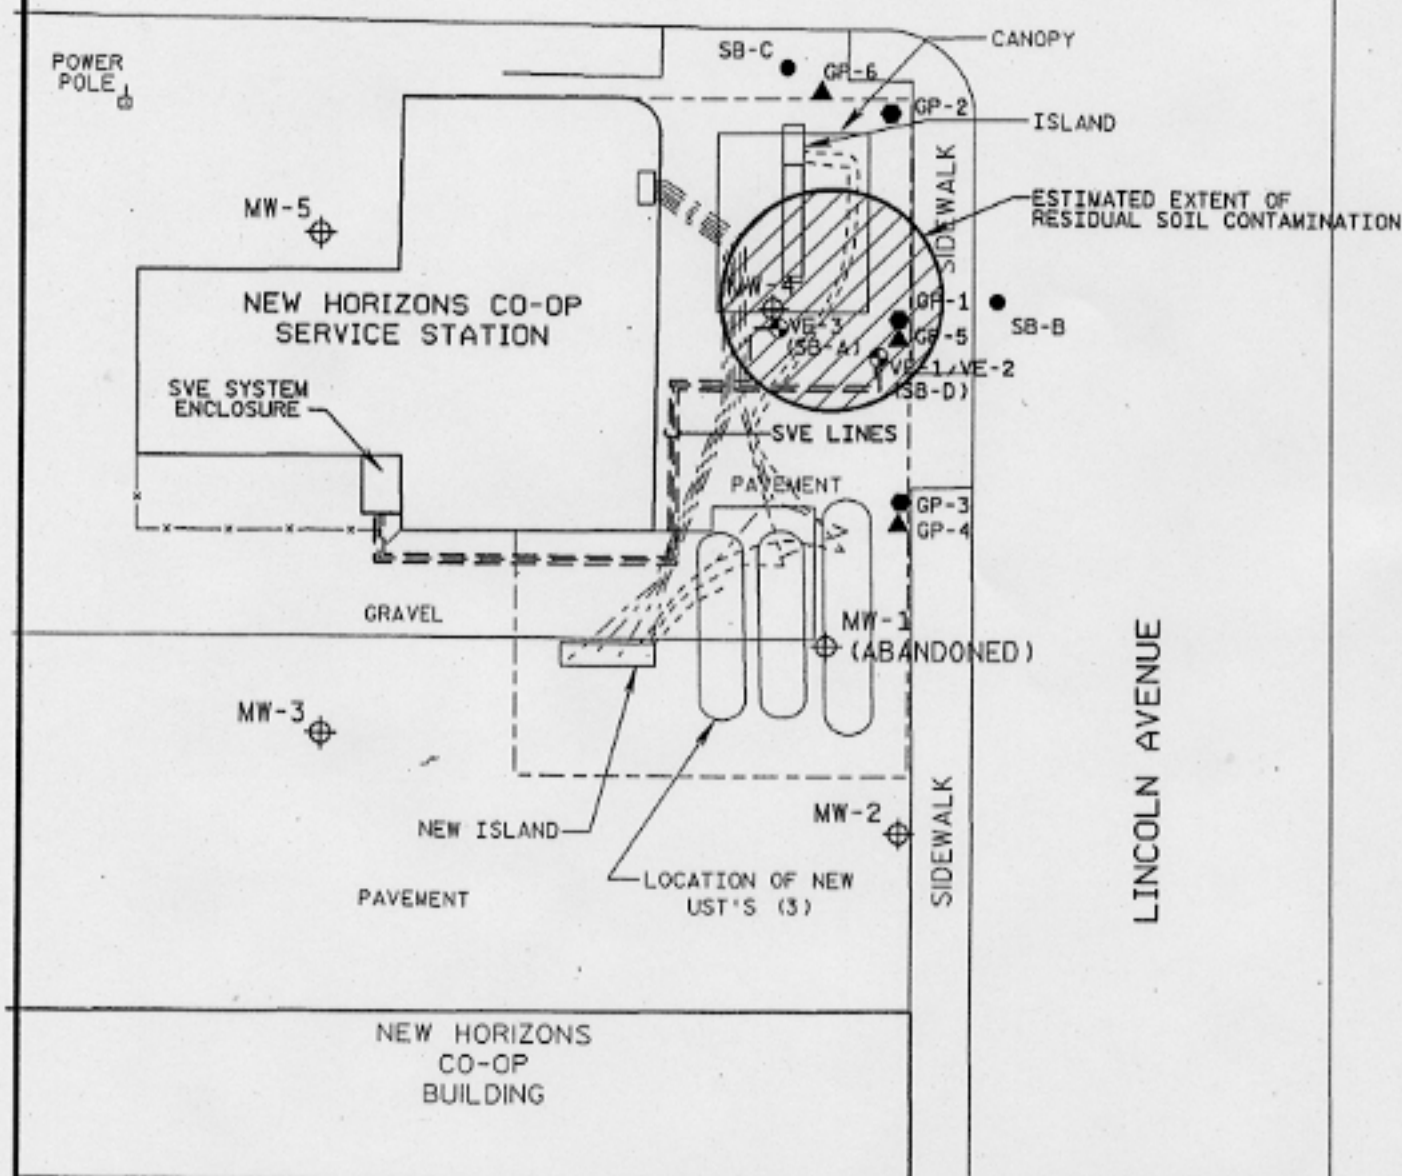 CANOPY
SB-C
POWER
POLE
GP-6
GP-2
ISLAND
SIDEWALK
ESTIMATED EXTENT OF
RESIDUAL SOIL CONTAMINATION
MW-5
MW-4
NEW HORIZONS CO-OP
SERVICE STATION
GP-1
SB-B
VE-3
(SB-A)
GP-5
VE-1/VE-2
(SB-D)
SVE SYSTEM
ENCLOSURE
SVE LINES
PAVEMENT
GP-3
GP-4
GRAVEL
MW-1
(ABANDONED)
LINCOLN AVENUE
MW-3
MW-2
NEW ISLAND
SIDEWALK
LOCATION OF NEW
UST'S (3)
PAVEMENT
NEW HORIZONS
CO-OP
BUILDING